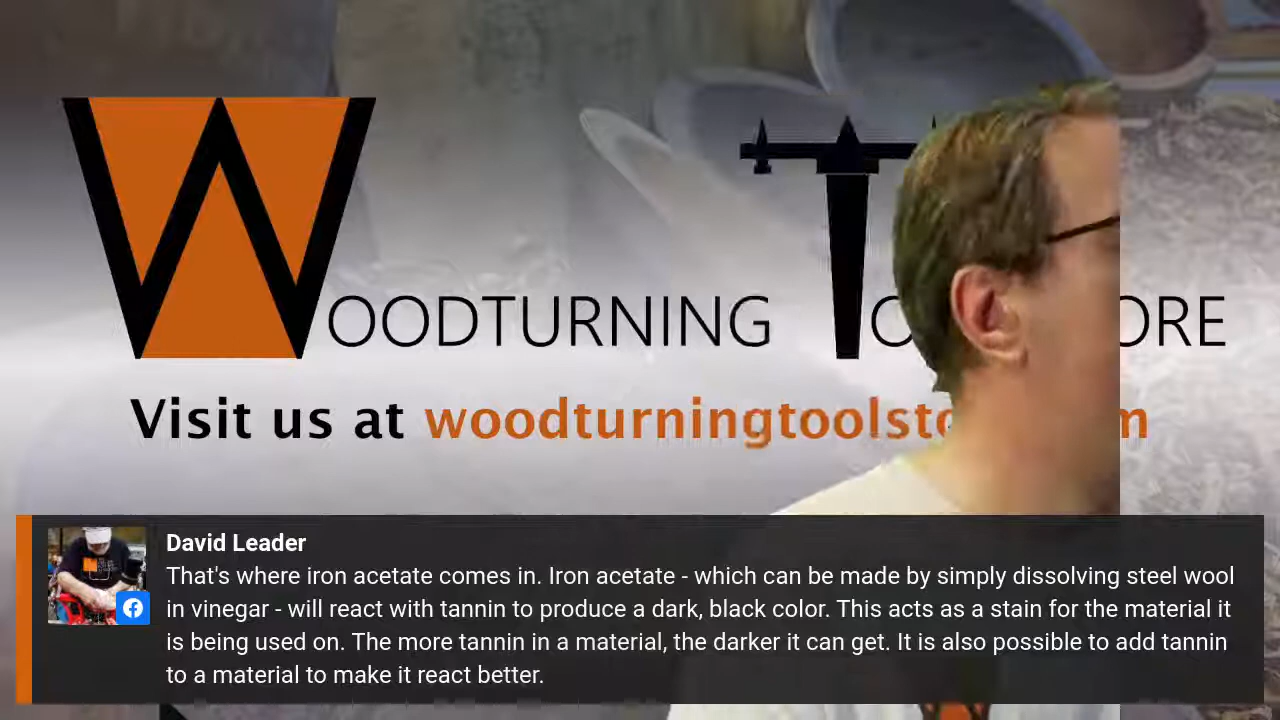 WOODTURNING TO ORE
Visit us at woodturningtoolsto m
David Leader
That's where iron acetate comes in. Iron acetate - which can be made by simply dissolving steel wool
in vinegar - will react with tannin to produce a dark, black color. This acts as a stain for the material it
is being used on. The more tannin in a material, the darker it can get. It is also possible to add tannin
to a material to make it react better.